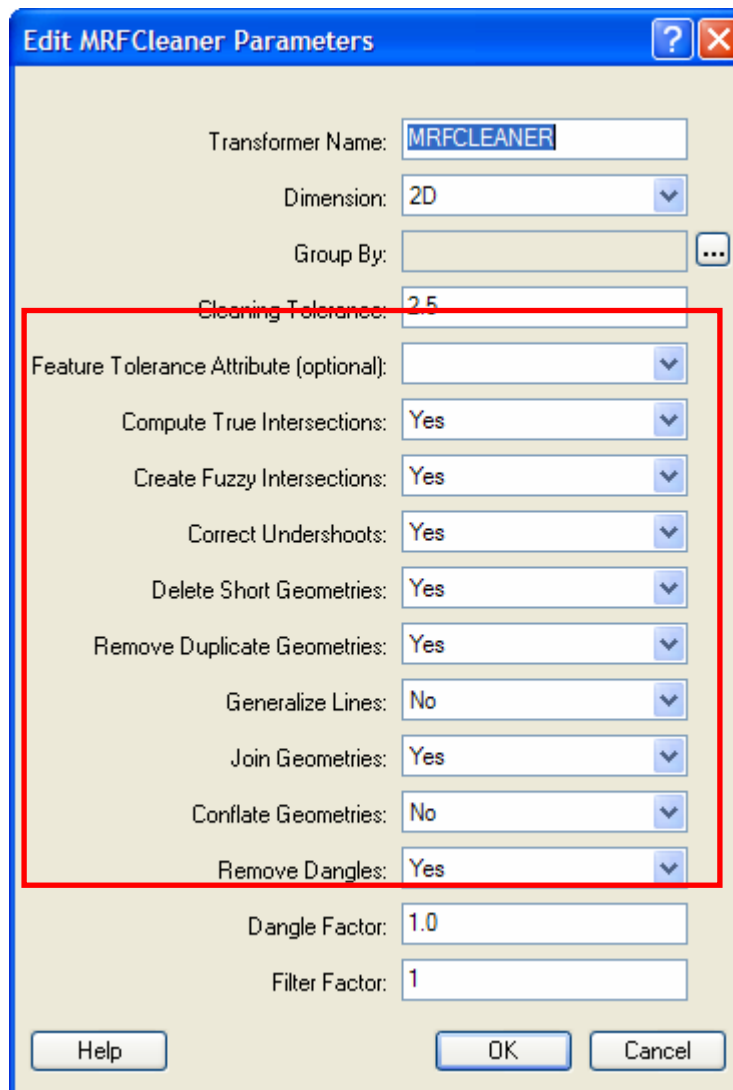 Edit MRFCleaner Parameters
Transformer Name: MRFCLEANER
Dimension: 2D
Group By: ...
Cleaning Tolerance: 2.5
Feature Tolerance Attribute (optional):
Compute True Intersections: Yes
Create Fuzzy Intersections: Yes
Correct Undershoots: Yes
Delete Short Geometries: Yes
Remove Duplicate Geometries: Yes
Generalize Lines: No
Join Geometries: Yes
Conflate Geometries: No
Remove Dangles: Yes
Dangle Factor: 1.0
Filter Factor: 1
Help OK Cancel